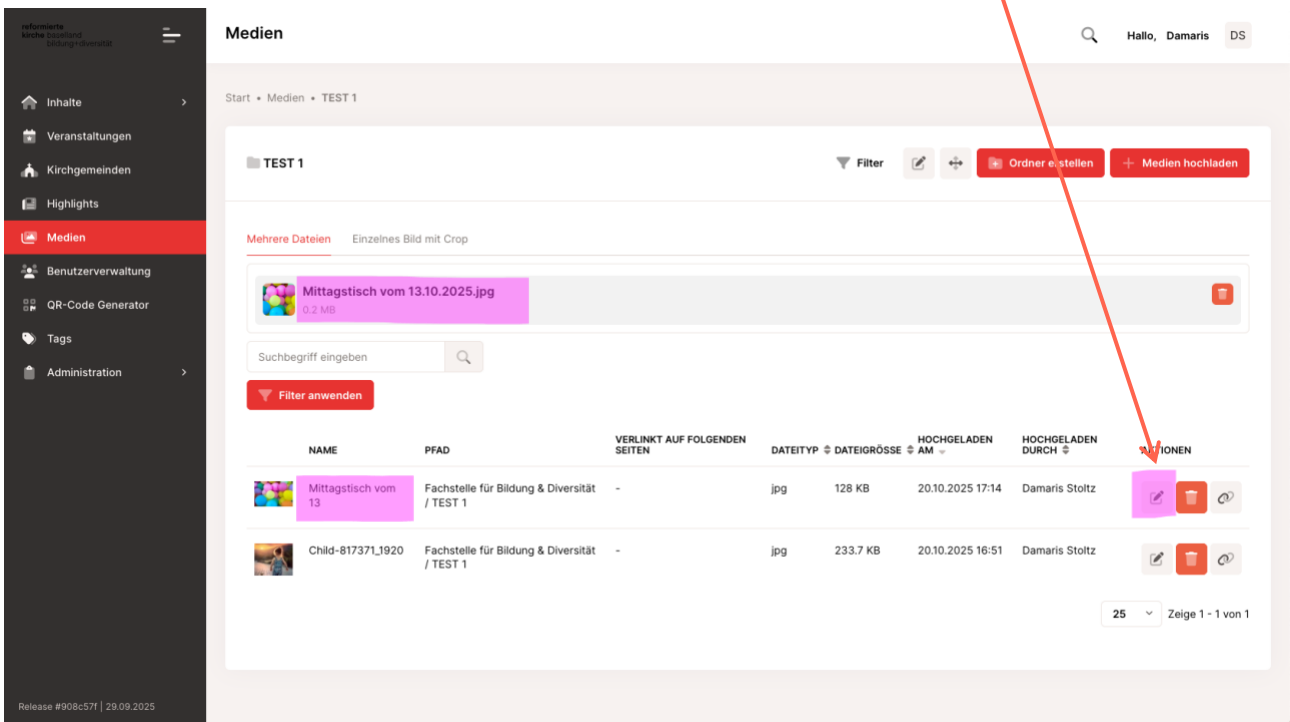 reformierte
kirche baselland
bildung+diversität
Medien
Hallo, Damaris
DS
Inhalte
Veranstaltungen
Kirchgemeinden
Highlights
Medien
Benutzerverwaltung
QR-Code Generator
Tags
Administration
Release #908c57f | 29.09.2025
Start • Medien • TEST 1
TEST 1
Filter
Ordner erstellen
Medien hochladen
Mehrere Dateien
Einzelnes Bild mit Crop
Mittagstisch vom 13.10.2025.jpg
0.2 MB
Suchbegriff eingeben
Filter anwenden
NAME
PFAD
VERLINKT AUF FOLGENDEN
SEITEN
DATEITYP
DATEIGRÖSSE
HOCHGELADEN
AM
HOCHGELADEN
DURCH
AKTIONEN
Mittagstisch vom
13
Fachstelle für Bildung & Diversität
/ TEST 1
-
jpg
128 KB
20.10.2025 17:14
Damaris Stoltz
Child-817371_1920
Fachstelle für Bildung & Diversität
/ TEST 1
-
jpg
233.7 KB
20.10.2025 16:51
Damaris Stoltz
25
Zeige 1 - 1 von 1